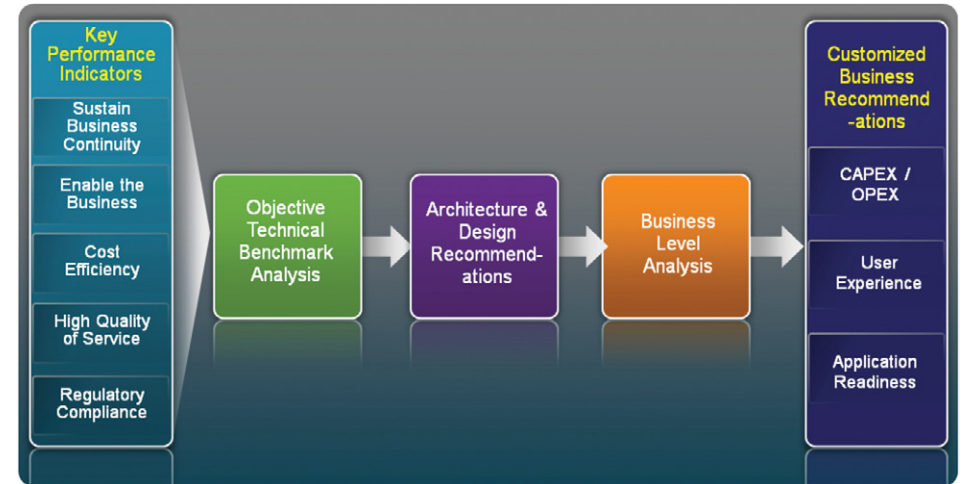 Key
Performance
Indicators
Sustain
Business
Continuity
Enable the
Business
Cost
Efficiency
High Quality
of Service
Regulatory
Compliance
Objective
Technical
Benchmark
Analysis
Architecture &
Design
Recommend-
ations
Business
Level
Analysis
Customized
Business
Recommend
-ations
CAPEX /
OPEX
User
Experience
Application
Readiness